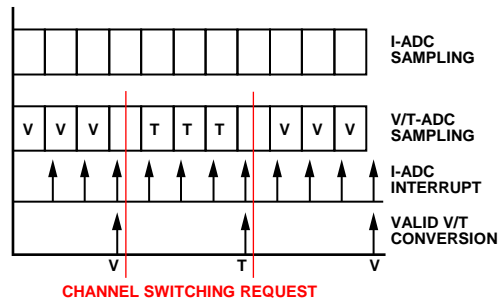 I-ADC
SAMPLING
V V V T T T V V V
V/T-ADC
SAMPLING
I-ADC
INTERRUPT
VALID V/T
CONVERSION
V T V
CHANNEL SWITCHING REQUEST